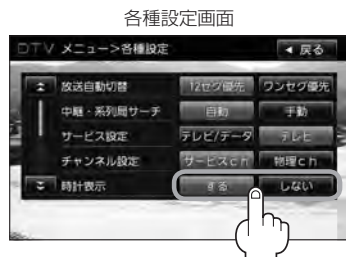 各種設定画面
DTV メニュー>各種設定 ◀ 戻る
放送自動切替 12セグ優先 ワンセグ優先
中継・系列局サーチ 自動 手動
サービス設定 テレビ/データ テレビ
チャンネル設定 サービスch 物理ch
時計表示 する しない